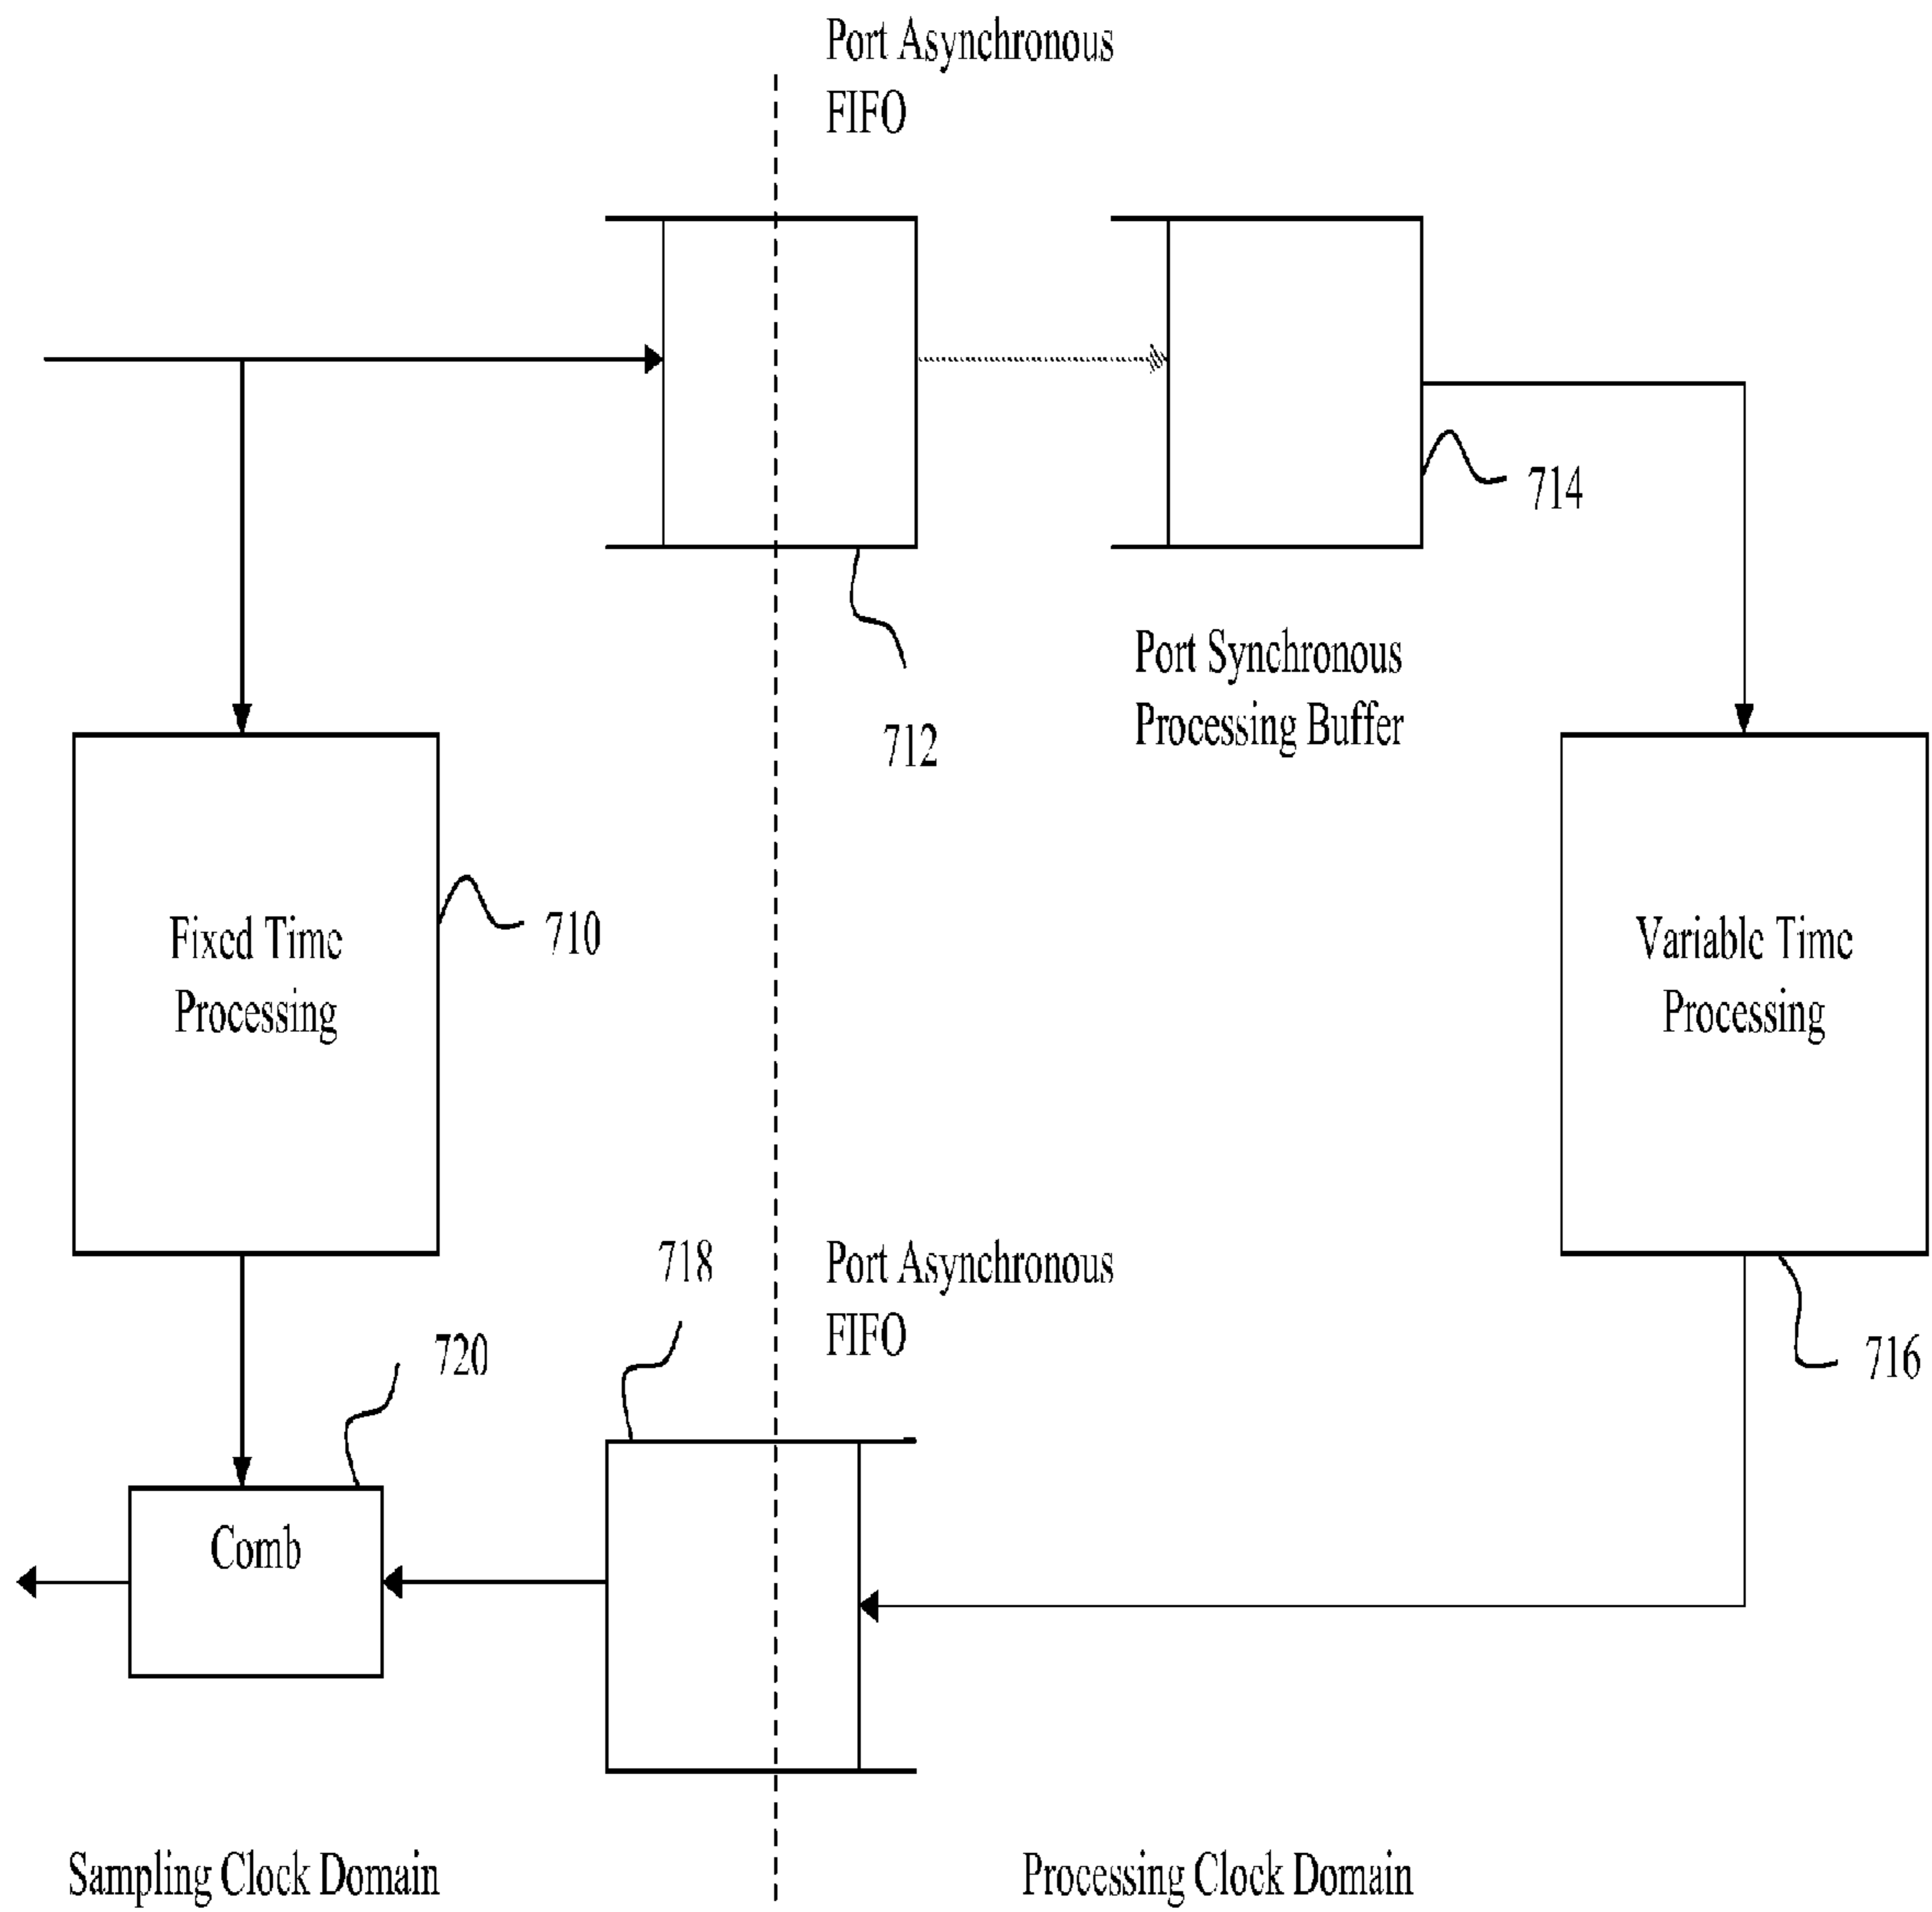 Port Asynchronous
FIFO
714
Port Synchronous
Processing Buffer
712
Fixed Time
Processing
710
Variable Time
Processing
718
Port Asynchronous
FIFO
720
716
Comb
Sampling Clock Domain
Processing Clock Domain